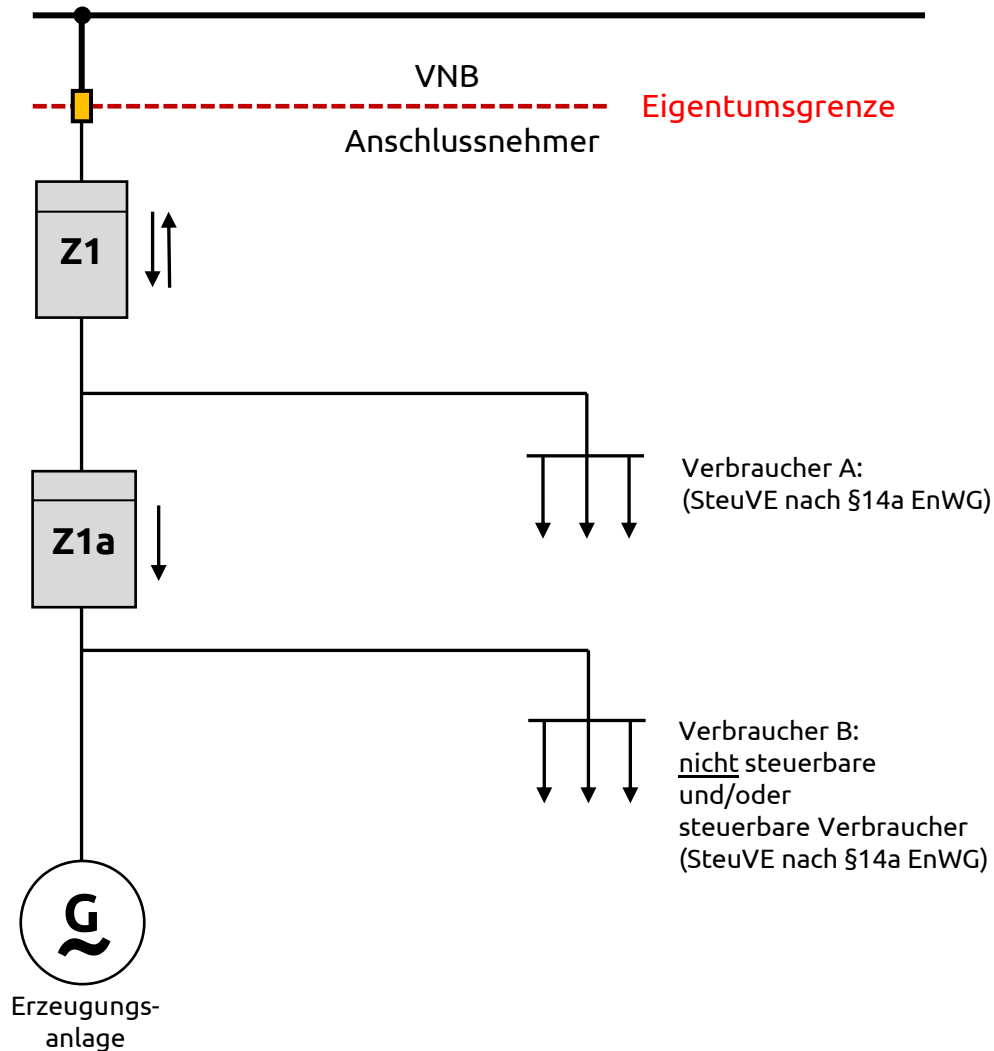 VNB
Eigentumsgrenze
Anschlussnehmer
Z1
Verbraucher A:
(SteuVE nach §14a EnWG)
Z1a
Verbraucher B:
nicht steuerbare
und/oder
steuerbare Verbraucher
(SteuVE nach §14a EnWG)
G
Erzeugungs-
anlage